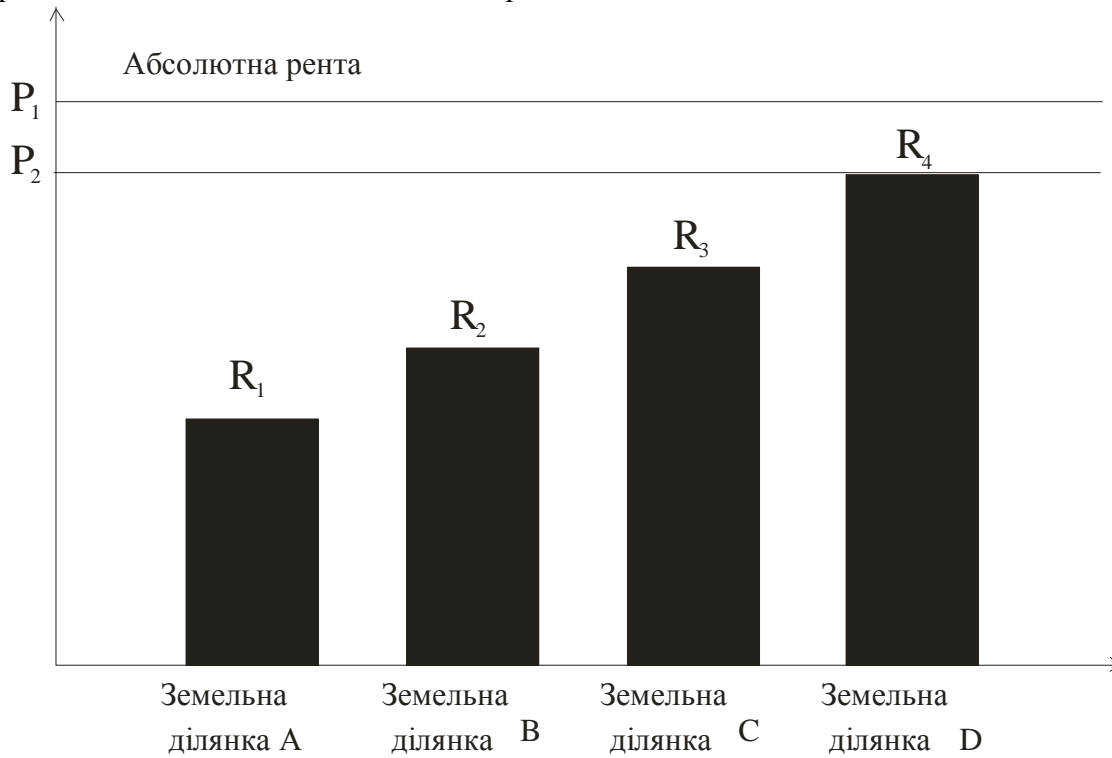 Абсолютна рента
P₁
P₂
R₄
R₃
R₂
R₁
Земельна Земельна Земельна Земельна
ділянка A ділянка B ділянка C ділянка D